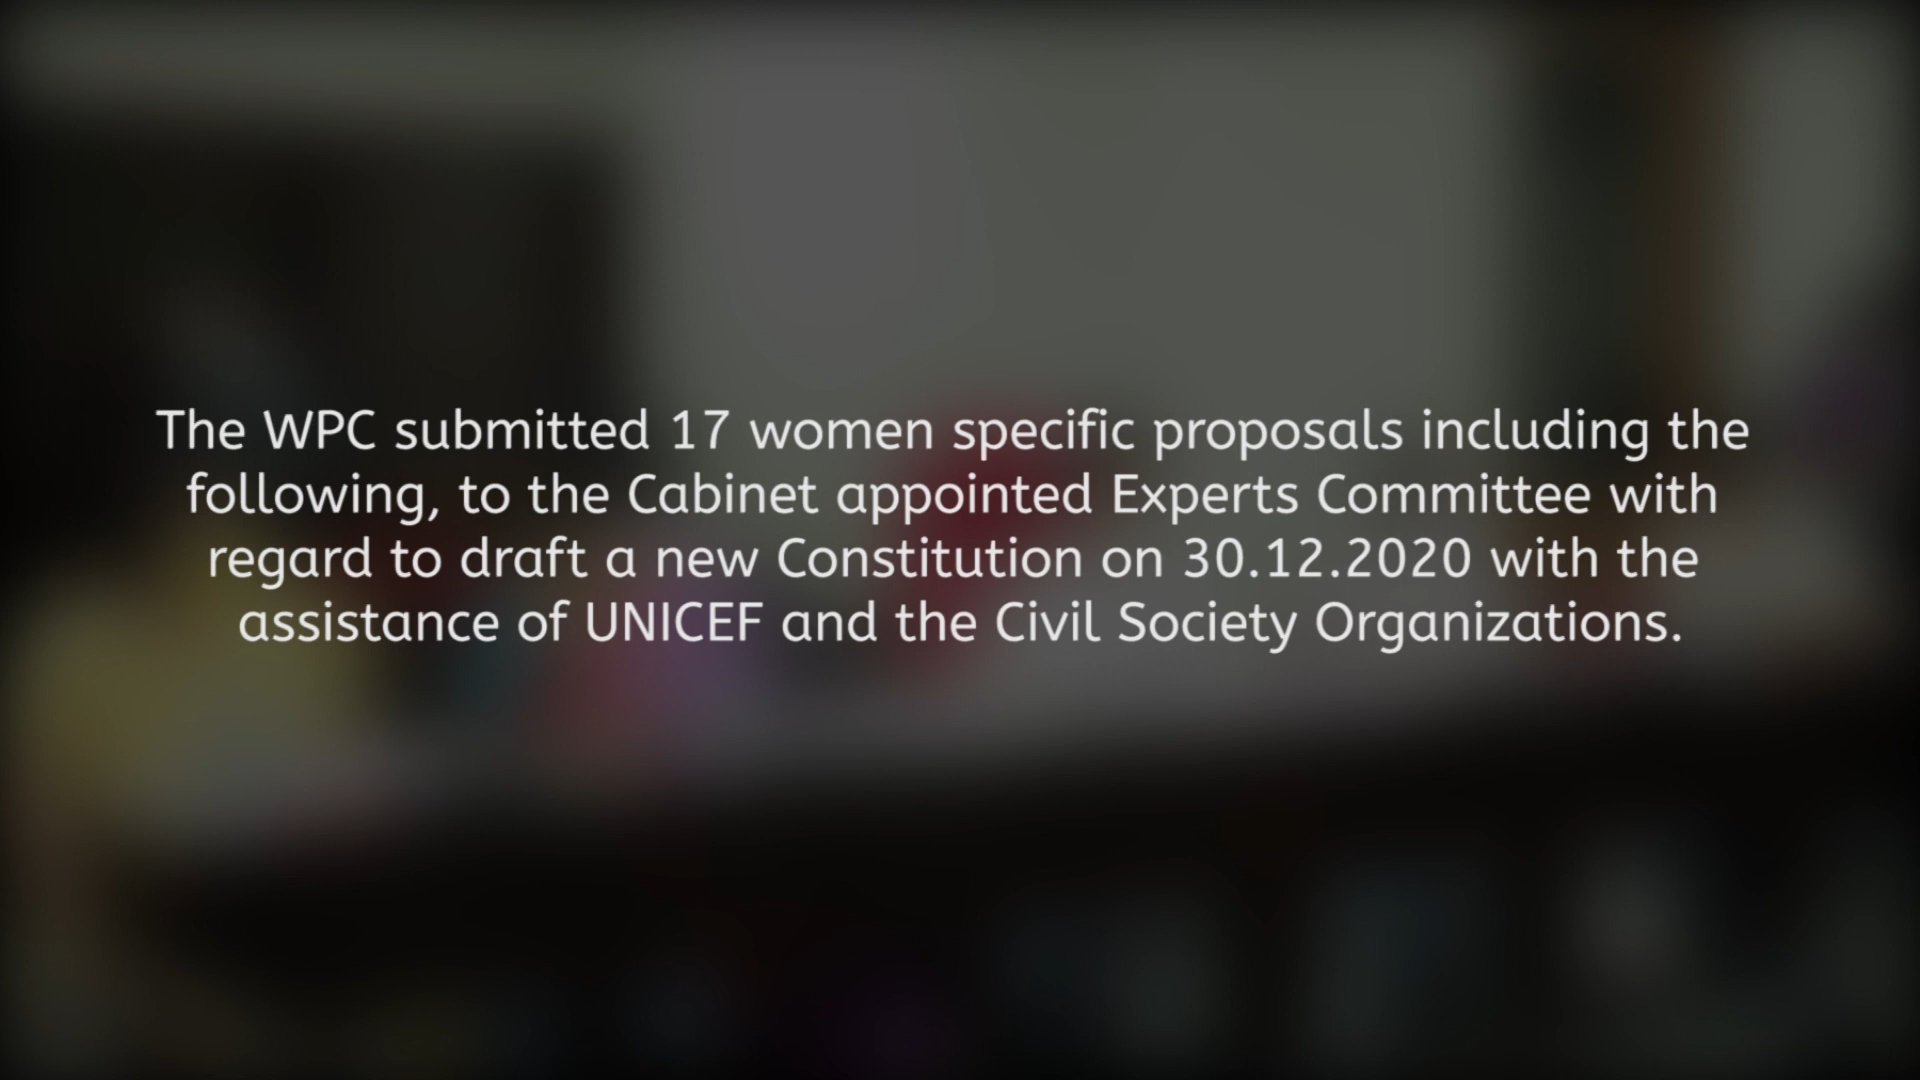 The WPC submitted 17 women specific proposals including the
following, to the Cabinet appointed Experts Committee with
regard to draft a new Constitution on 30.12.2020 with the
assistance of UNICEF and the Civil Society Organizations.